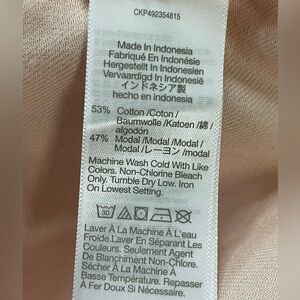 CKP492354815
Made In Indonesia
Fabriqué En Indonésie
Hergestellt In Indonesien
Vervaardigd In Indonesië
インドネシア製
hecho en indonesia
53% Cotton /Coton /
Baumwolle /Katoen /綿 /
algodón
47% Modal /Modal /Modal /
Modal /レーヨン /modal
Machine Wash Cold With Like
Colors. Non-Chlorine Bleach
Only. Tumble Dry Low. Iron
On Lowest Setting.
30
Laver À La Machine À L'eau
Froide.Laver En Séparant Les
Couleurs. Seulement Agent
De Blanchiment Non-Chlore.
Sécher À La Machine À
Basse Température. Repasser
À Fer Doux Si Nécessaire.